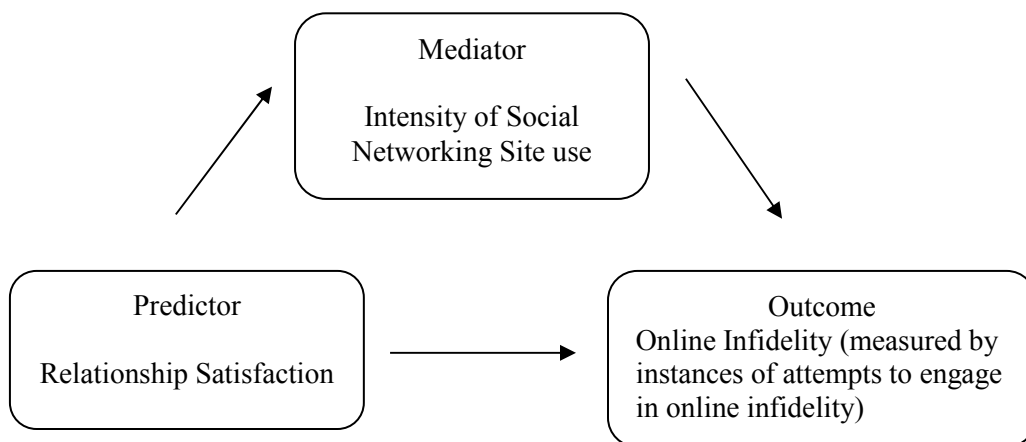 Mediator
Intensity of Social
Networking Site use
Predictor
Relationship Satisfaction
Outcome
Online Infidelity (measured by
instances of attempts to engage
in online infidelity)